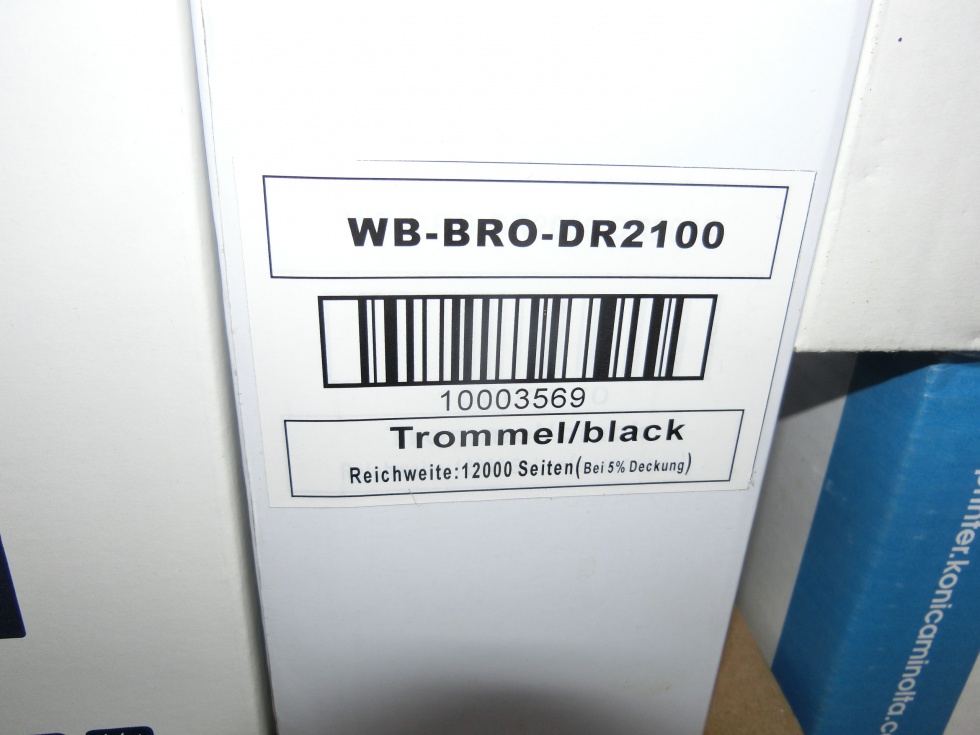 WB-BRO-DR2100
10003569
Trommel/black
Reichweite:12000 Seiten(Bei 5% Deckung)
printer.konicaminolta.c